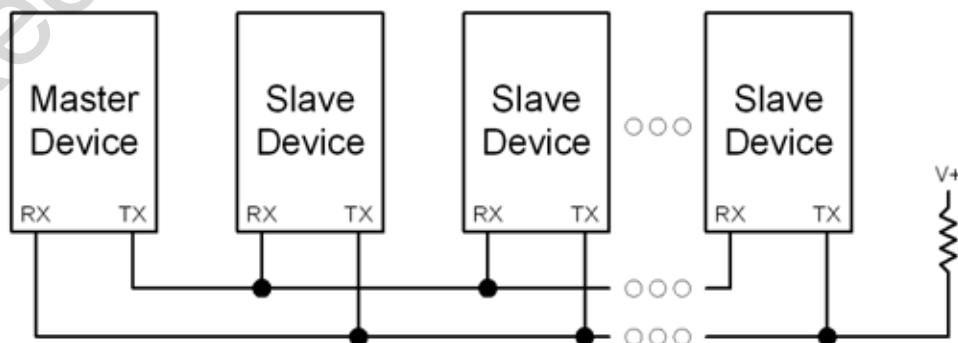 Master
Device
Slave
Device
Slave
Device
Slave
Device
V+
RX TX
RX TX
RX TX
RX TX